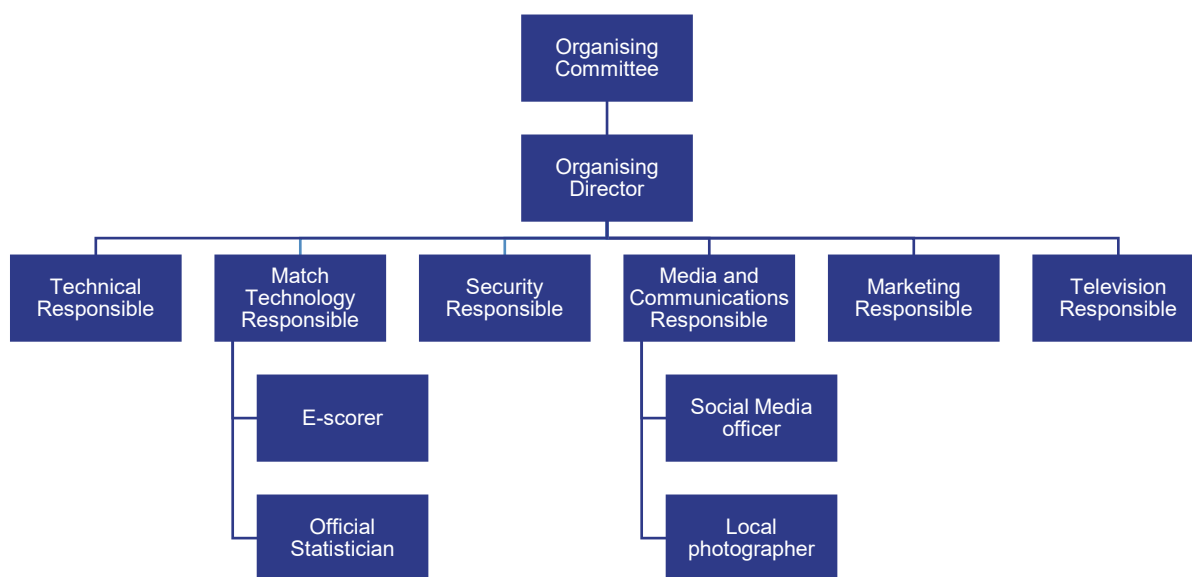 Organising
Committee
Organising
Director
Technical
Responsible
Match
Technology
Responsible
Security
Responsible
Media and
Communications
Responsible
Marketing
Responsible
Television
Responsible
E-scorer
Social Media
officer
Official
Statistician
Local
photographer